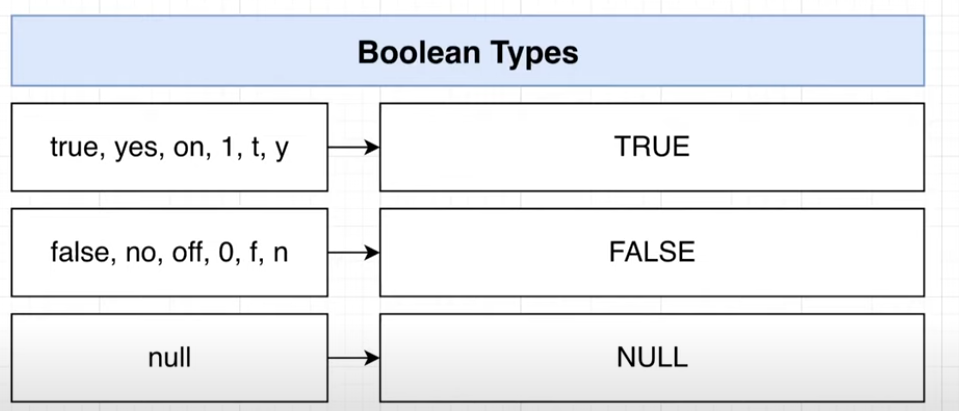 Boolean Types
true, yes, on, 1, t, y
TRUE
false, no, off, 0, f, n
FALSE
null
NULL